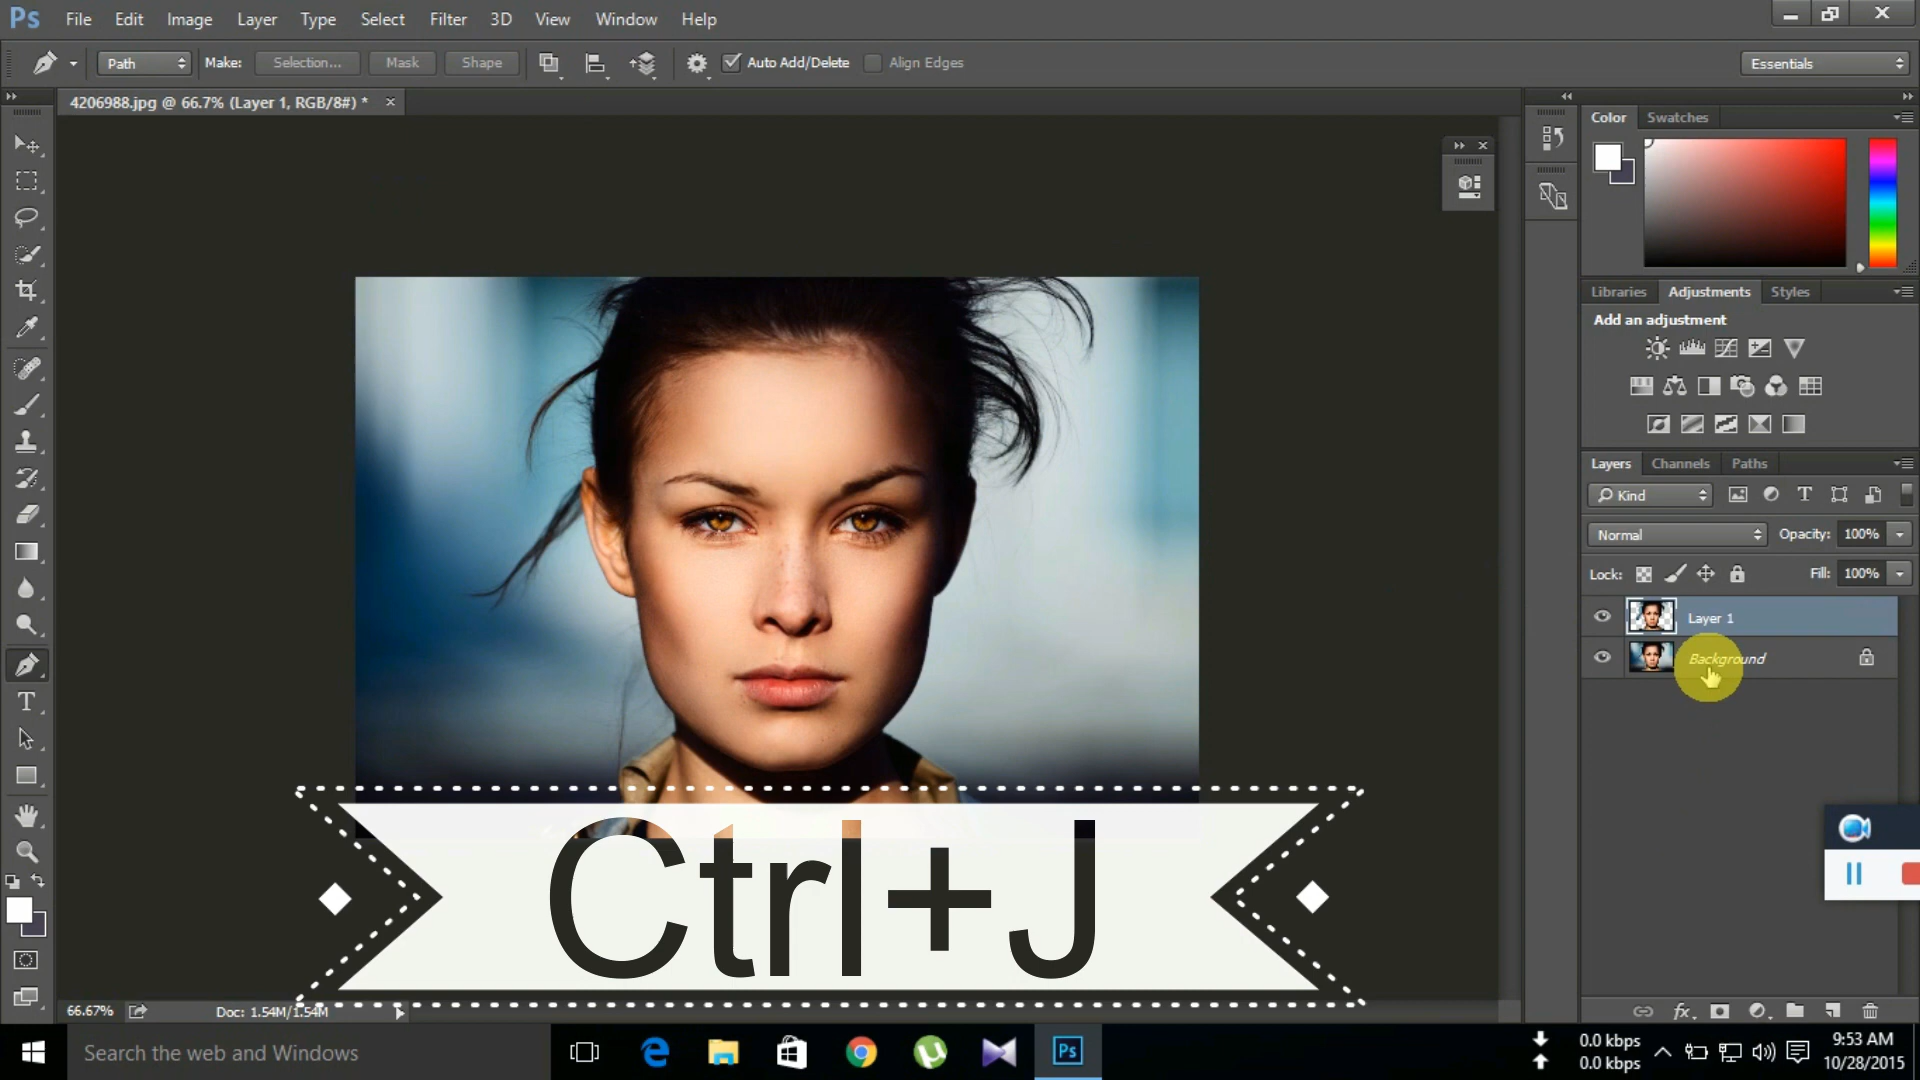 Ps File Edit Image Layer Type Select Filter 3D View Window Help
Path Make: Selection... Mask Shape Auto Add/Delete Align Edges Essentials
4206988.jpg @ 66.7% (Layer 1, RGB/8#) *
Color Swatches
Libraries Adjustments Styles
Add an adjustment
Layers Channels Paths
Kind
Normal Opacity: 100%
Lock: Fill: 100%
Layer 1
Background
Ctrl+J
66.67% Doc: 1.54M/1.54M
Search the web and Windows
Ps
0.0 kbps
0.0 kbps
9:53 AM
10/28/2015